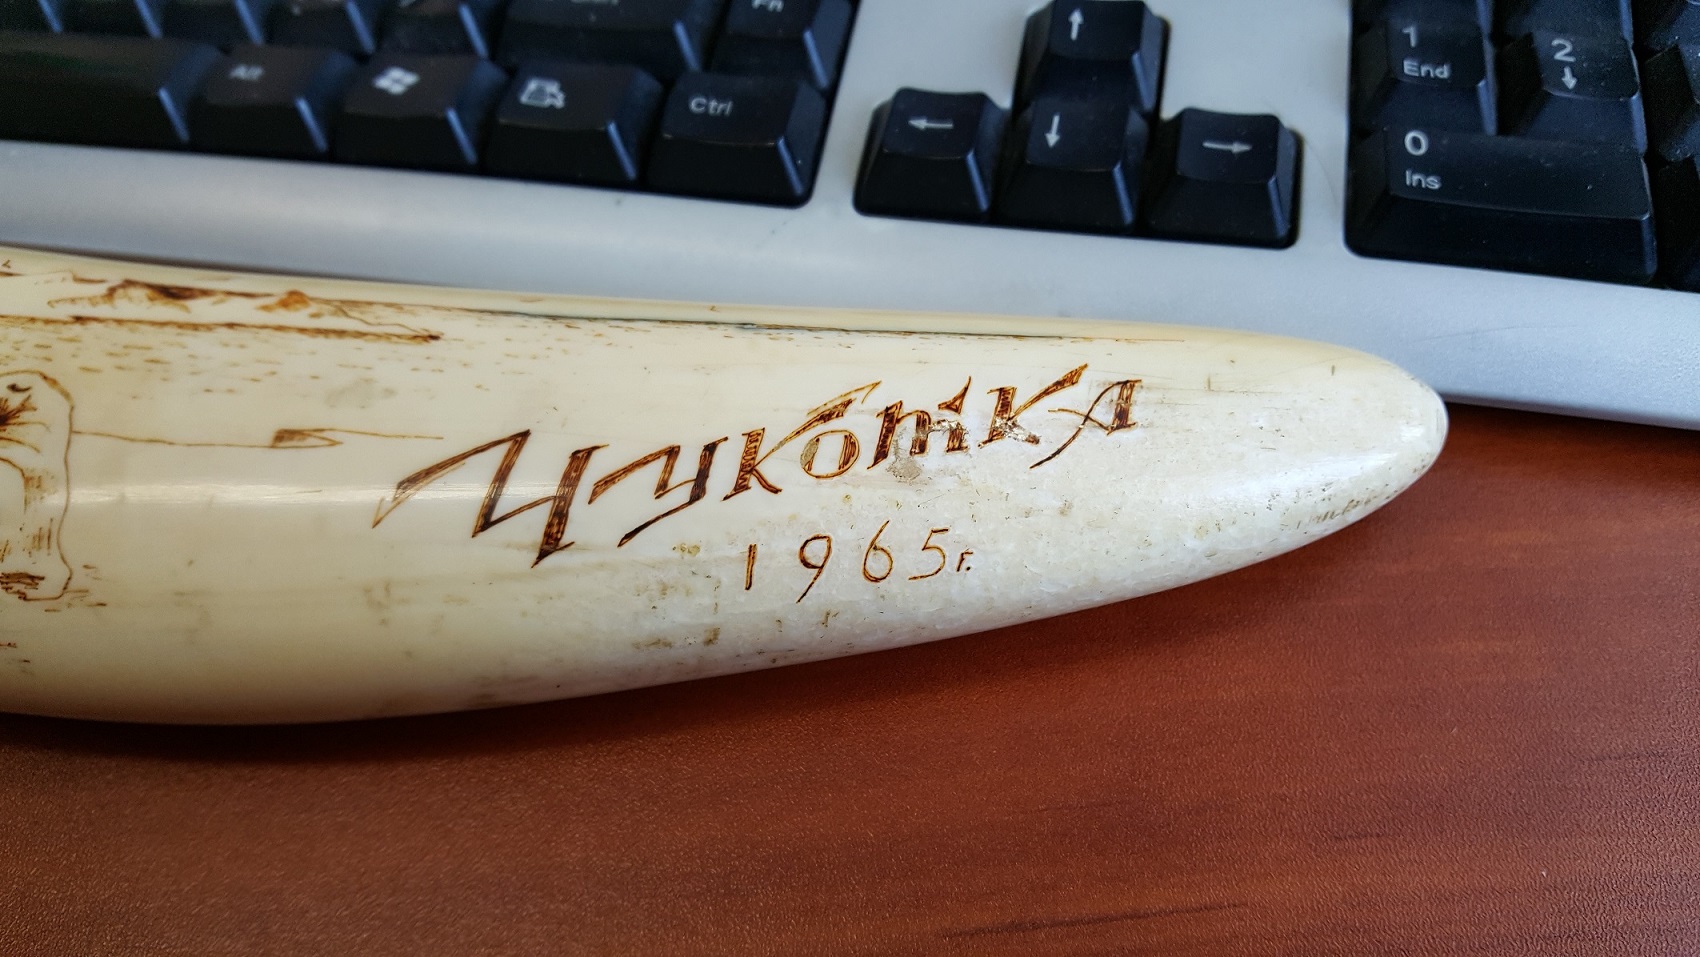 Fn
Alt
Ctrl
1
End
2
0
Ins
Чукотка
1965г.